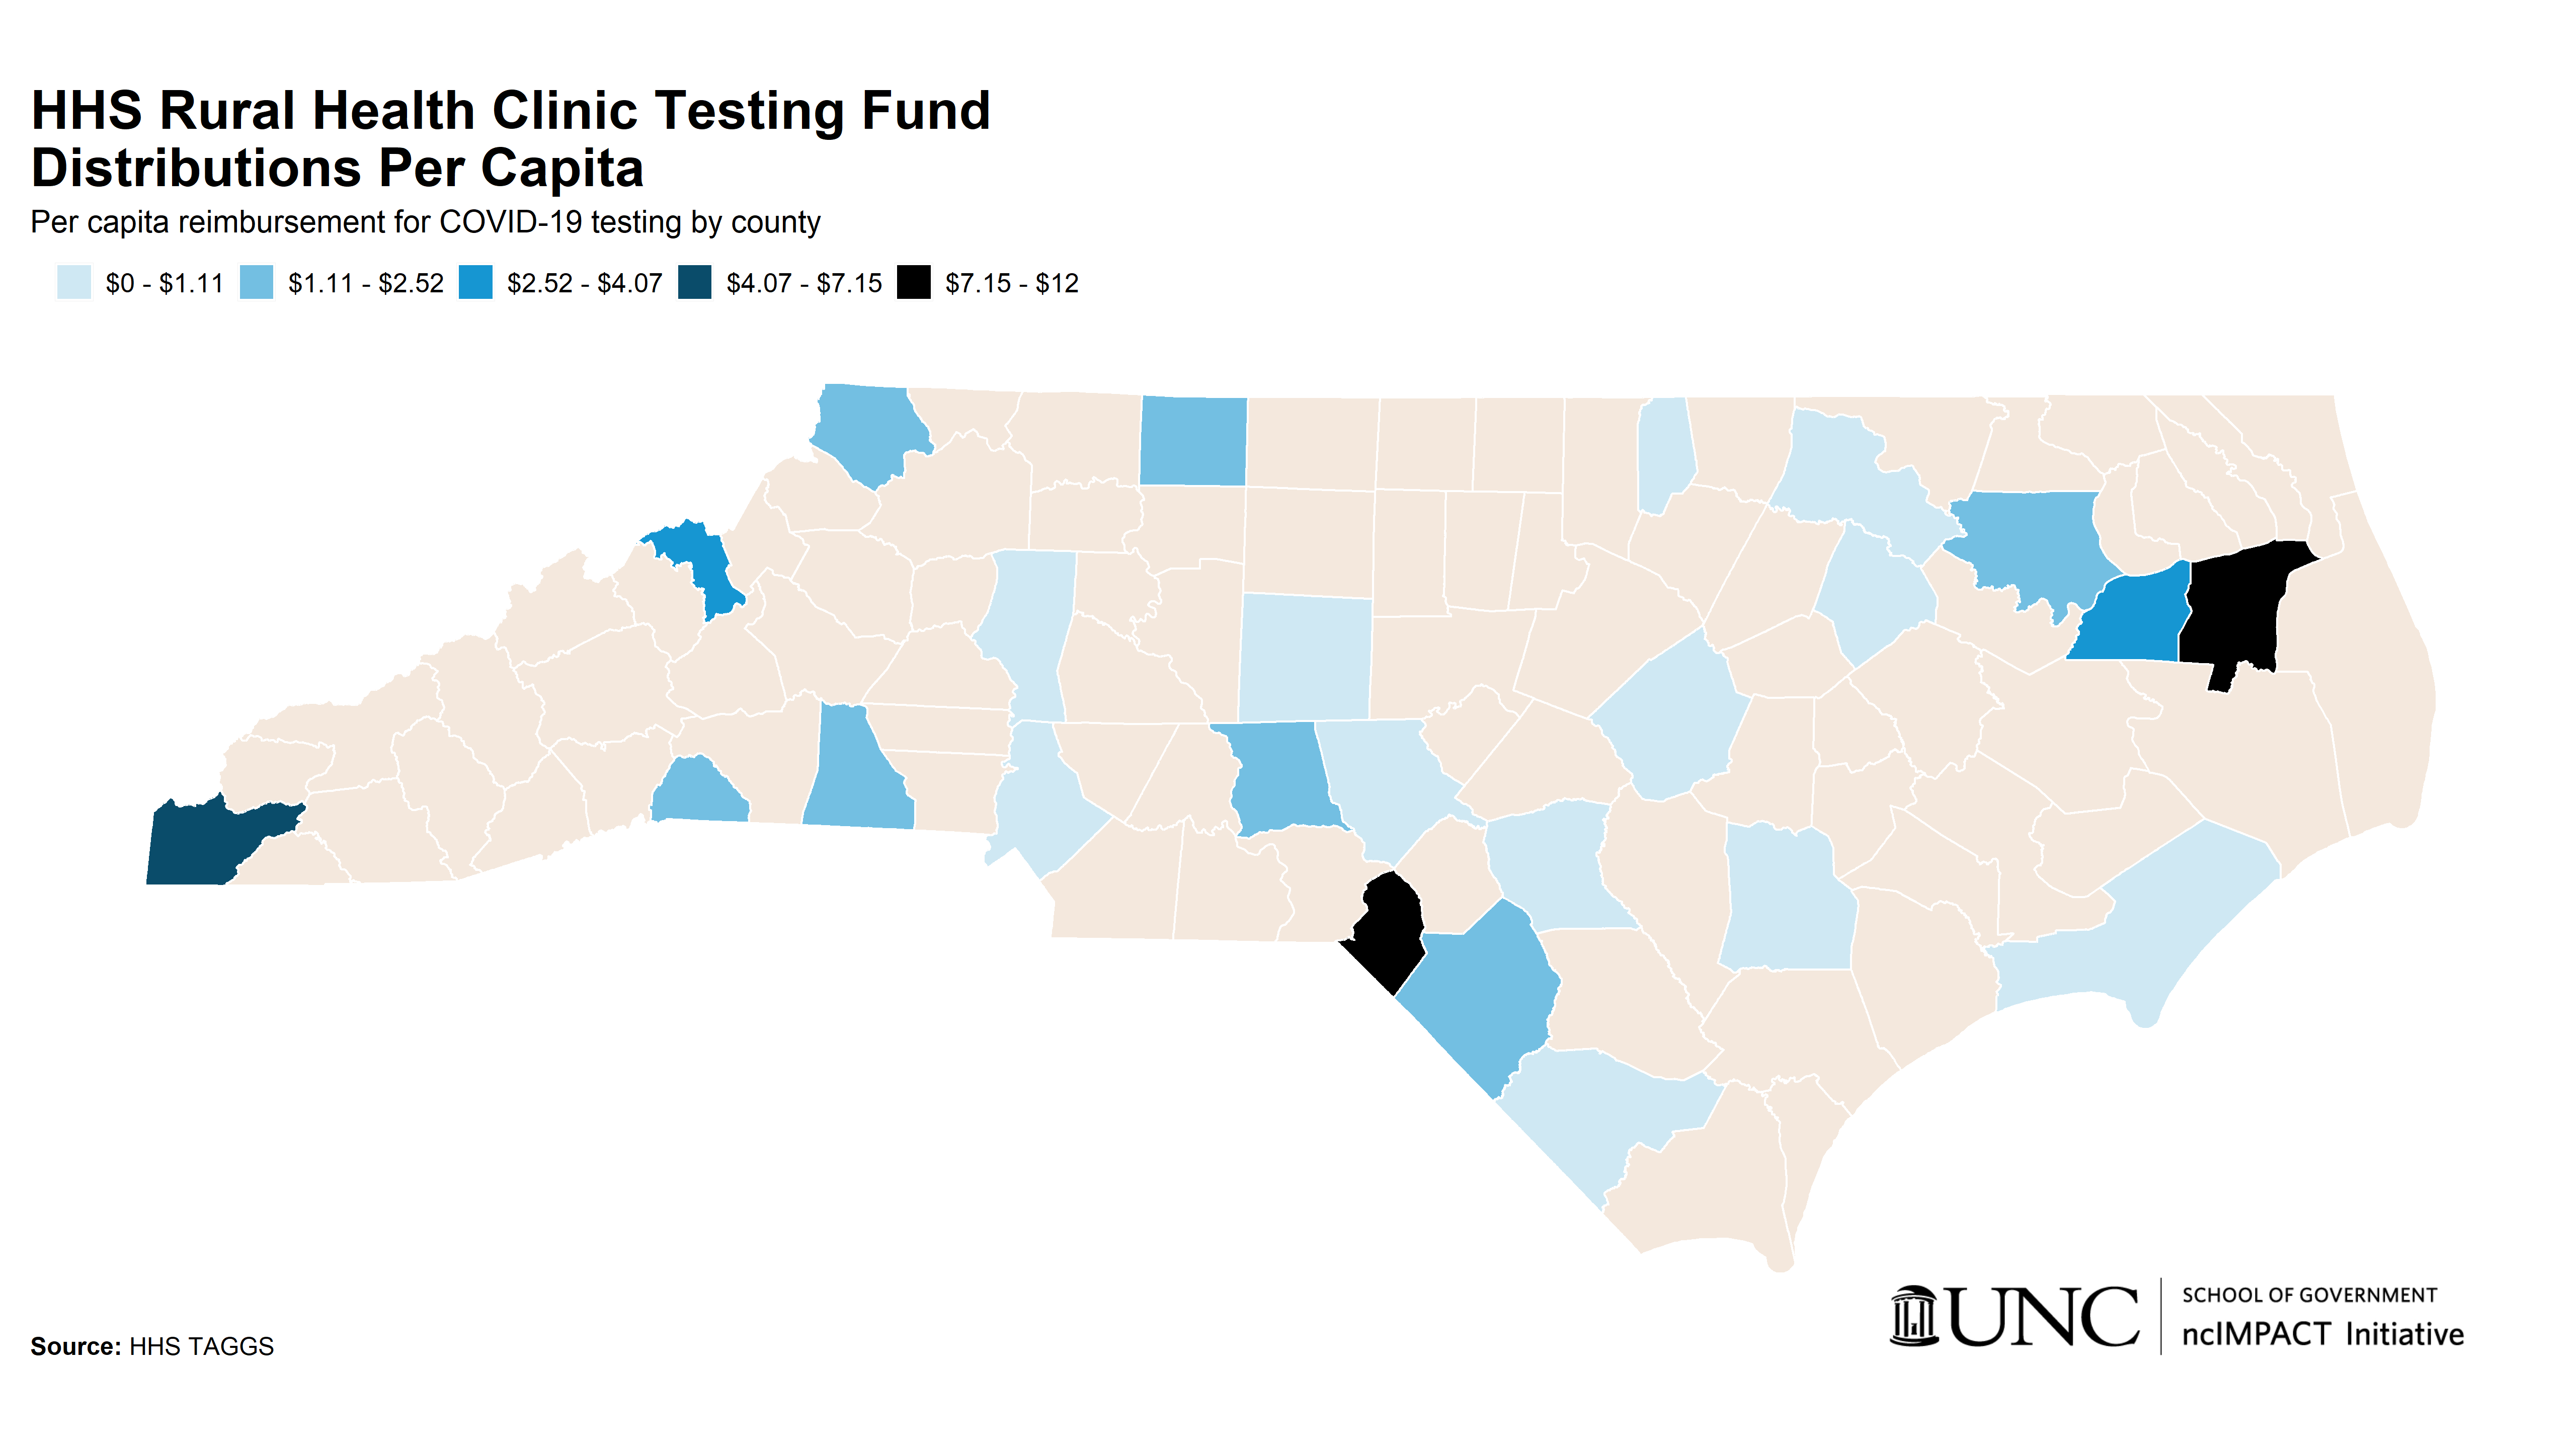 HHS Rural Health Clinic Testing Fund
Distributions Per Capita
Per capita reimbursement for COVID-19 testing by county
$0 - $1.11 $1.11 - $2.52 $2.52 - $4.07 $4.07 - $7.15 $7.15 - $12
Source: HHS TAGGS
UNC
SCHOOL OF GOVERNMENT
ncIMPACT Initiative